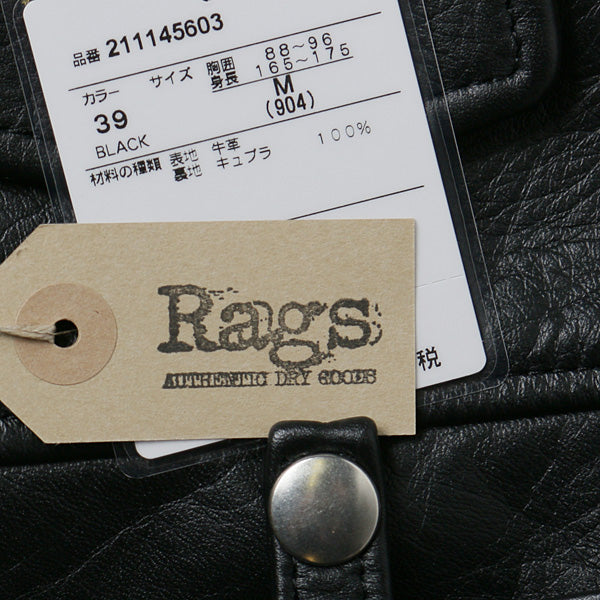 品番 211145603
カラー サイズ 胸囲 88~96
身長 165~175
39 M
BLACK (904)
材料の種類 表地 牛革
裏地 キュプラ 100%
Rags
AUTHENTIC DRY GOODS
税